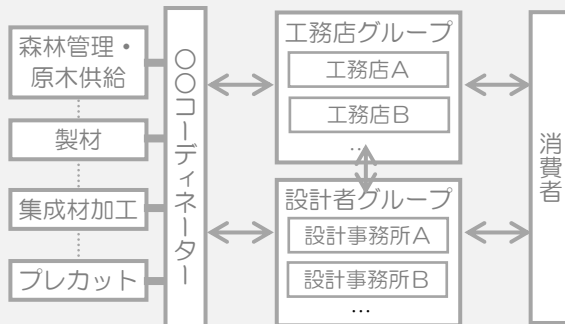 森林管理・
原木供給
製材
集成材加工
プレカット
〇〇コーディネーター
工務店グループ
工務店A
工務店B
…
設計者グループ
設計事務所A
設計事務所B
…
消費者